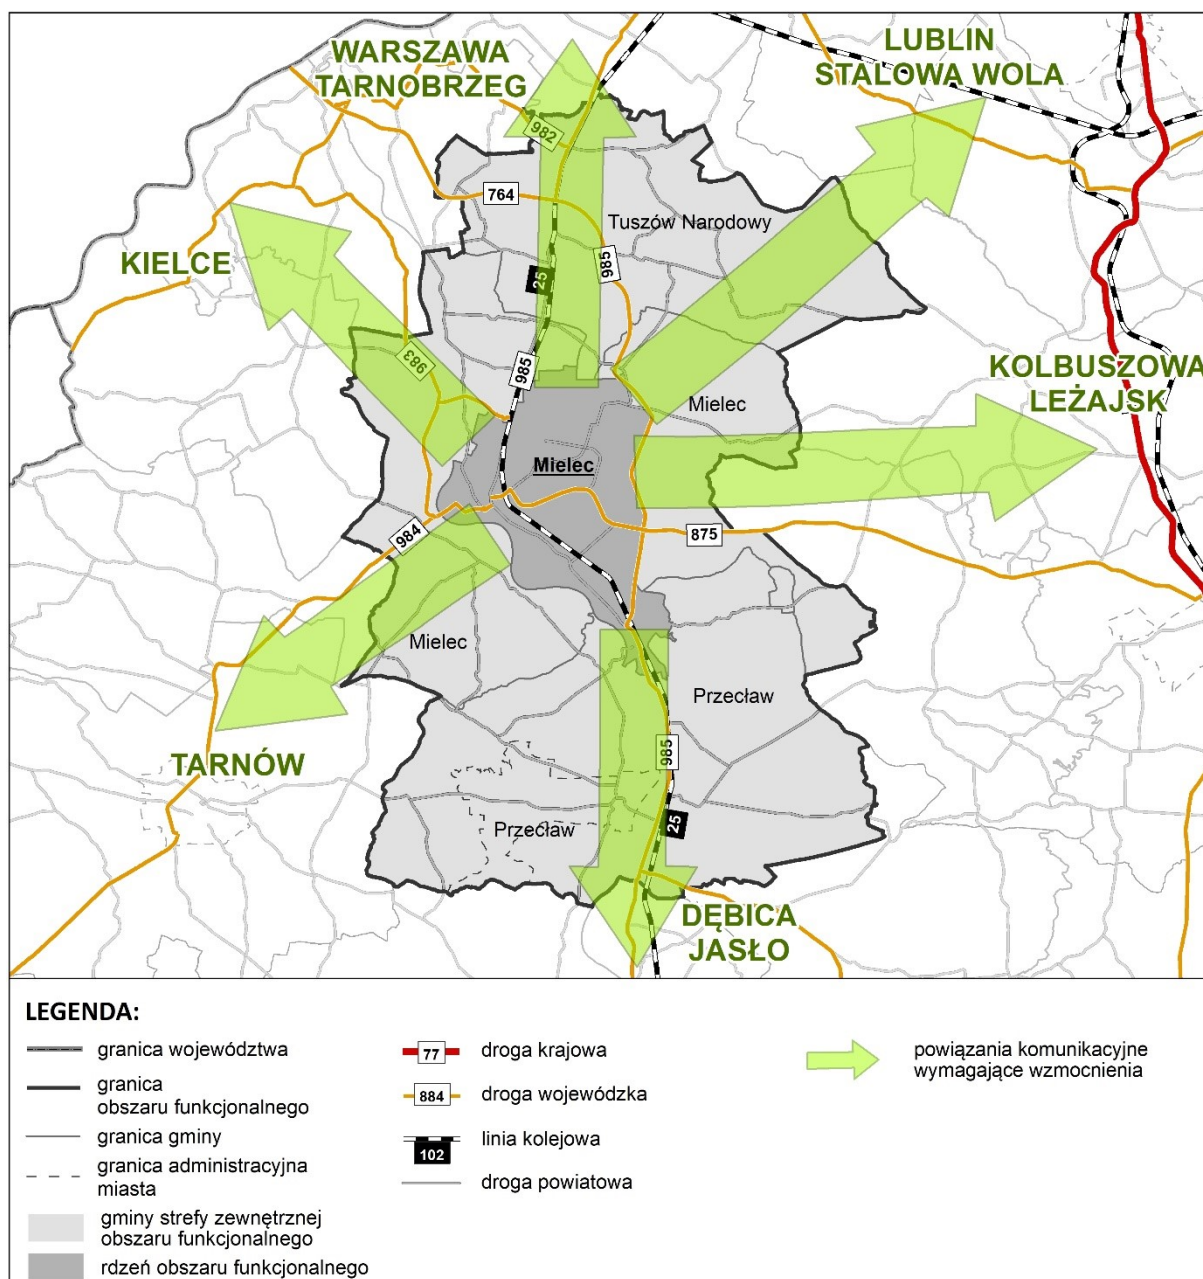 WARSZAWA
TARNOBRZEG
LUBLIN
STALOWA WOLA
982
764
Tuszów Narodowy
KIELCE
985
25
983
985
KOLBUSZOWA
LEŻAJSK
Mielec
Mielec
984
875
Mielec
Przecław
TARNÓW
985
25
Przecław
DĘBICA
JASŁO
LEGENDA:
granica województwa
granica
obszaru funkcjonalnego
granica gminy
granica administracyjna
miasta
gminy strefy zewnętrznej
obszaru funkcjonalnego
rdzeń obszaru funkcjonalnego
77 droga krajowa
884 droga wojewódzka
linia kolejowa
102
droga powiatowa
powiązania komunikacyjne
wymagające wzmocnienia